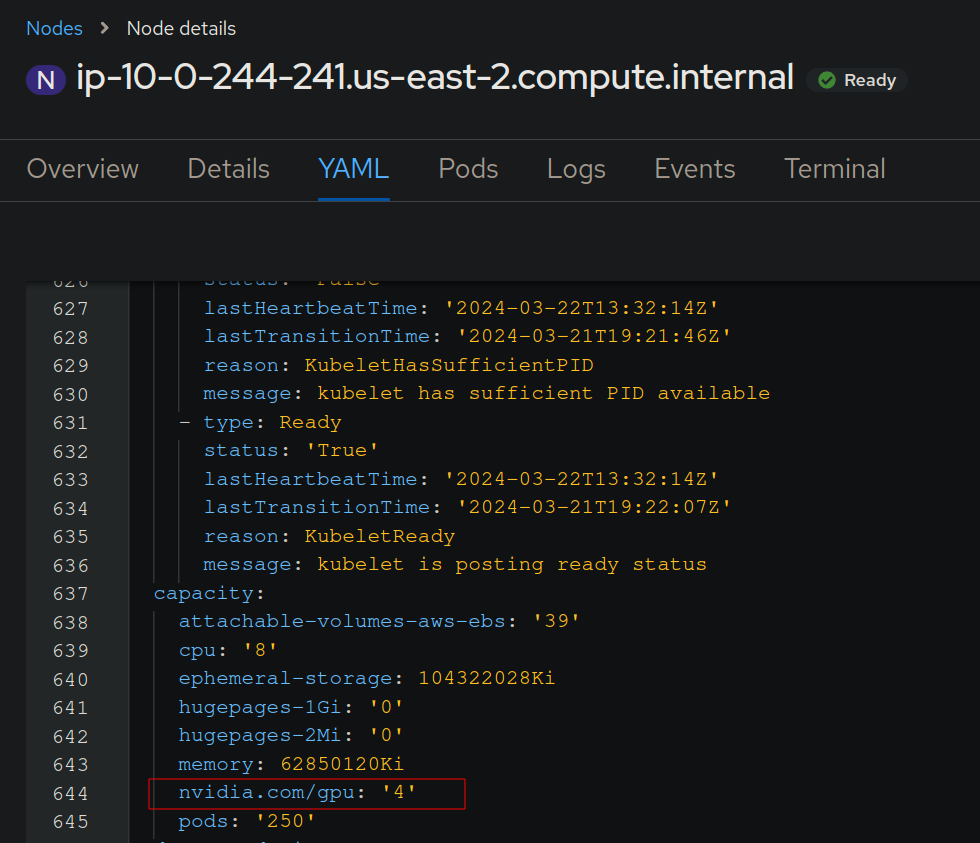 Nodes > Node details
N ip-10-0-244-241.us-east-2.compute.internal Ready
Overview Details YAML Pods Logs Events Terminal
626 status: 'False'
627 lastHeartbeatTime: '2024-03-22T13:32:14Z'
628 lastTransitionTime: '2024-03-21T19:21:46Z'
629 reason: KubeletHasSufficientPID
630 message: kubelet has sufficient PID available
631 - type: Ready
632 status: 'True'
633 lastHeartbeatTime: '2024-03-22T13:32:14Z'
634 lastTransitionTime: '2024-03-21T19:22:07Z'
635 reason: KubeletReady
636 message: kubelet is posting ready status
637 capacity:
638 attachable-volumes-aws-ebs: '39'
639 cpu: '8'
640 ephemeral-storage: 104322028Ki
641 hugepages-1Gi: '0'
642 hugepages-2Mi: '0'
643 memory: 62850120Ki
644 nvidia.com/gpu: '4'
645 pods: '250'